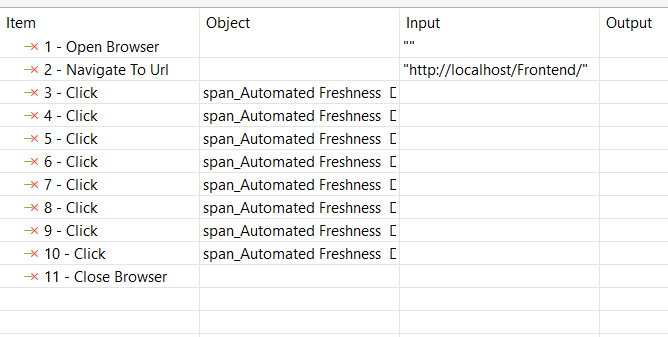 Item Object Input Output
1 - Open Browser ""
2 - Navigate To Url "http://localhost/Frontend/"
3 - Click span_Automated Freshness
4 - Click span_Automated Freshness
5 - Click span_Automated Freshness
6 - Click span_Automated Freshness
7 - Click span_Automated Freshness
8 - Click span_Automated Freshness
9 - Click span_Automated Freshness
10 - Click span_Automated Freshness
11 - Close Browser